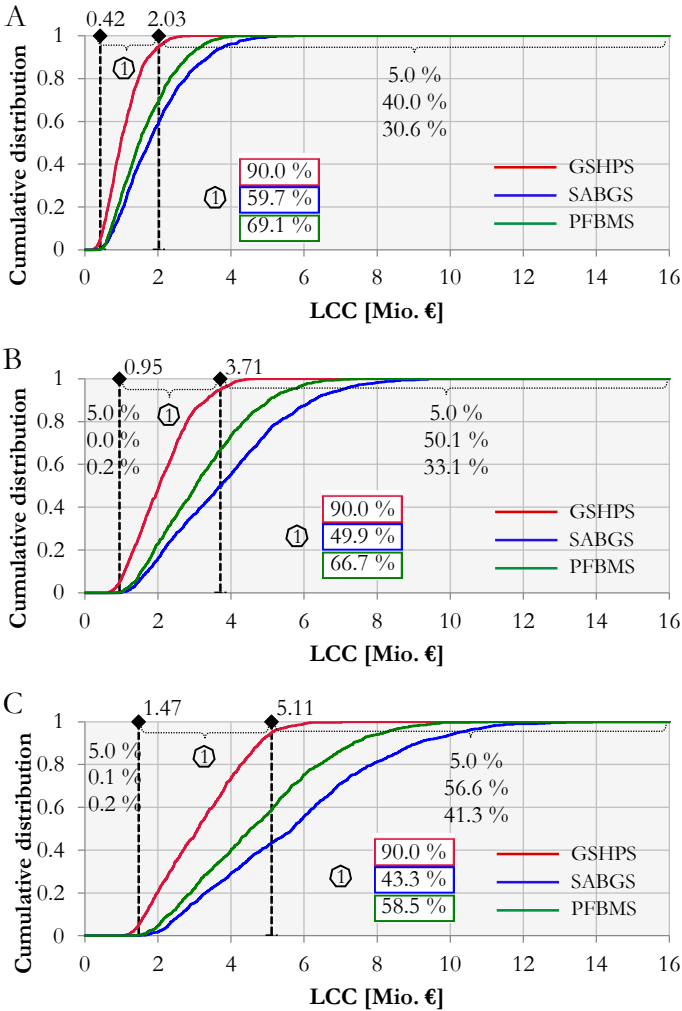 A
0.42 2.03
1
0.8
0.6
0.4
0.2
0
Cumulative distribution
1
5.0 %
40.0 %
30.6 %
1
90.0 %
59.7 %
69.1 %
GSHPS
SABGS
PFBMS
0 2 4 6 8 10 12 14 16
LCC [Mio. €]
B
0.95 3.71
1
0.8
0.6
0.4
0.2
0
Cumulative distribution
5.0 %
0.0 %
0.2 %
1
5.0 %
50.1 %
33.1 %
1
90.0 %
49.9 %
66.7 %
GSHPS
SABGS
PFBMS
0 2 4 6 8 10 12 14 16
LCC [Mio. €]
C
1.47 5.11
1
0.8
0.6
0.4
0.2
0
Cumulative distribution
5.0 %
0.1 %
0.2 %
1
5.0 %
56.6 %
41.3 %
1
90.0 %
43.3 %
58.5 %
GSHPS
SABGS
PFBMS
0 2 4 6 8 10 12 14 16
LCC [Mio. €]